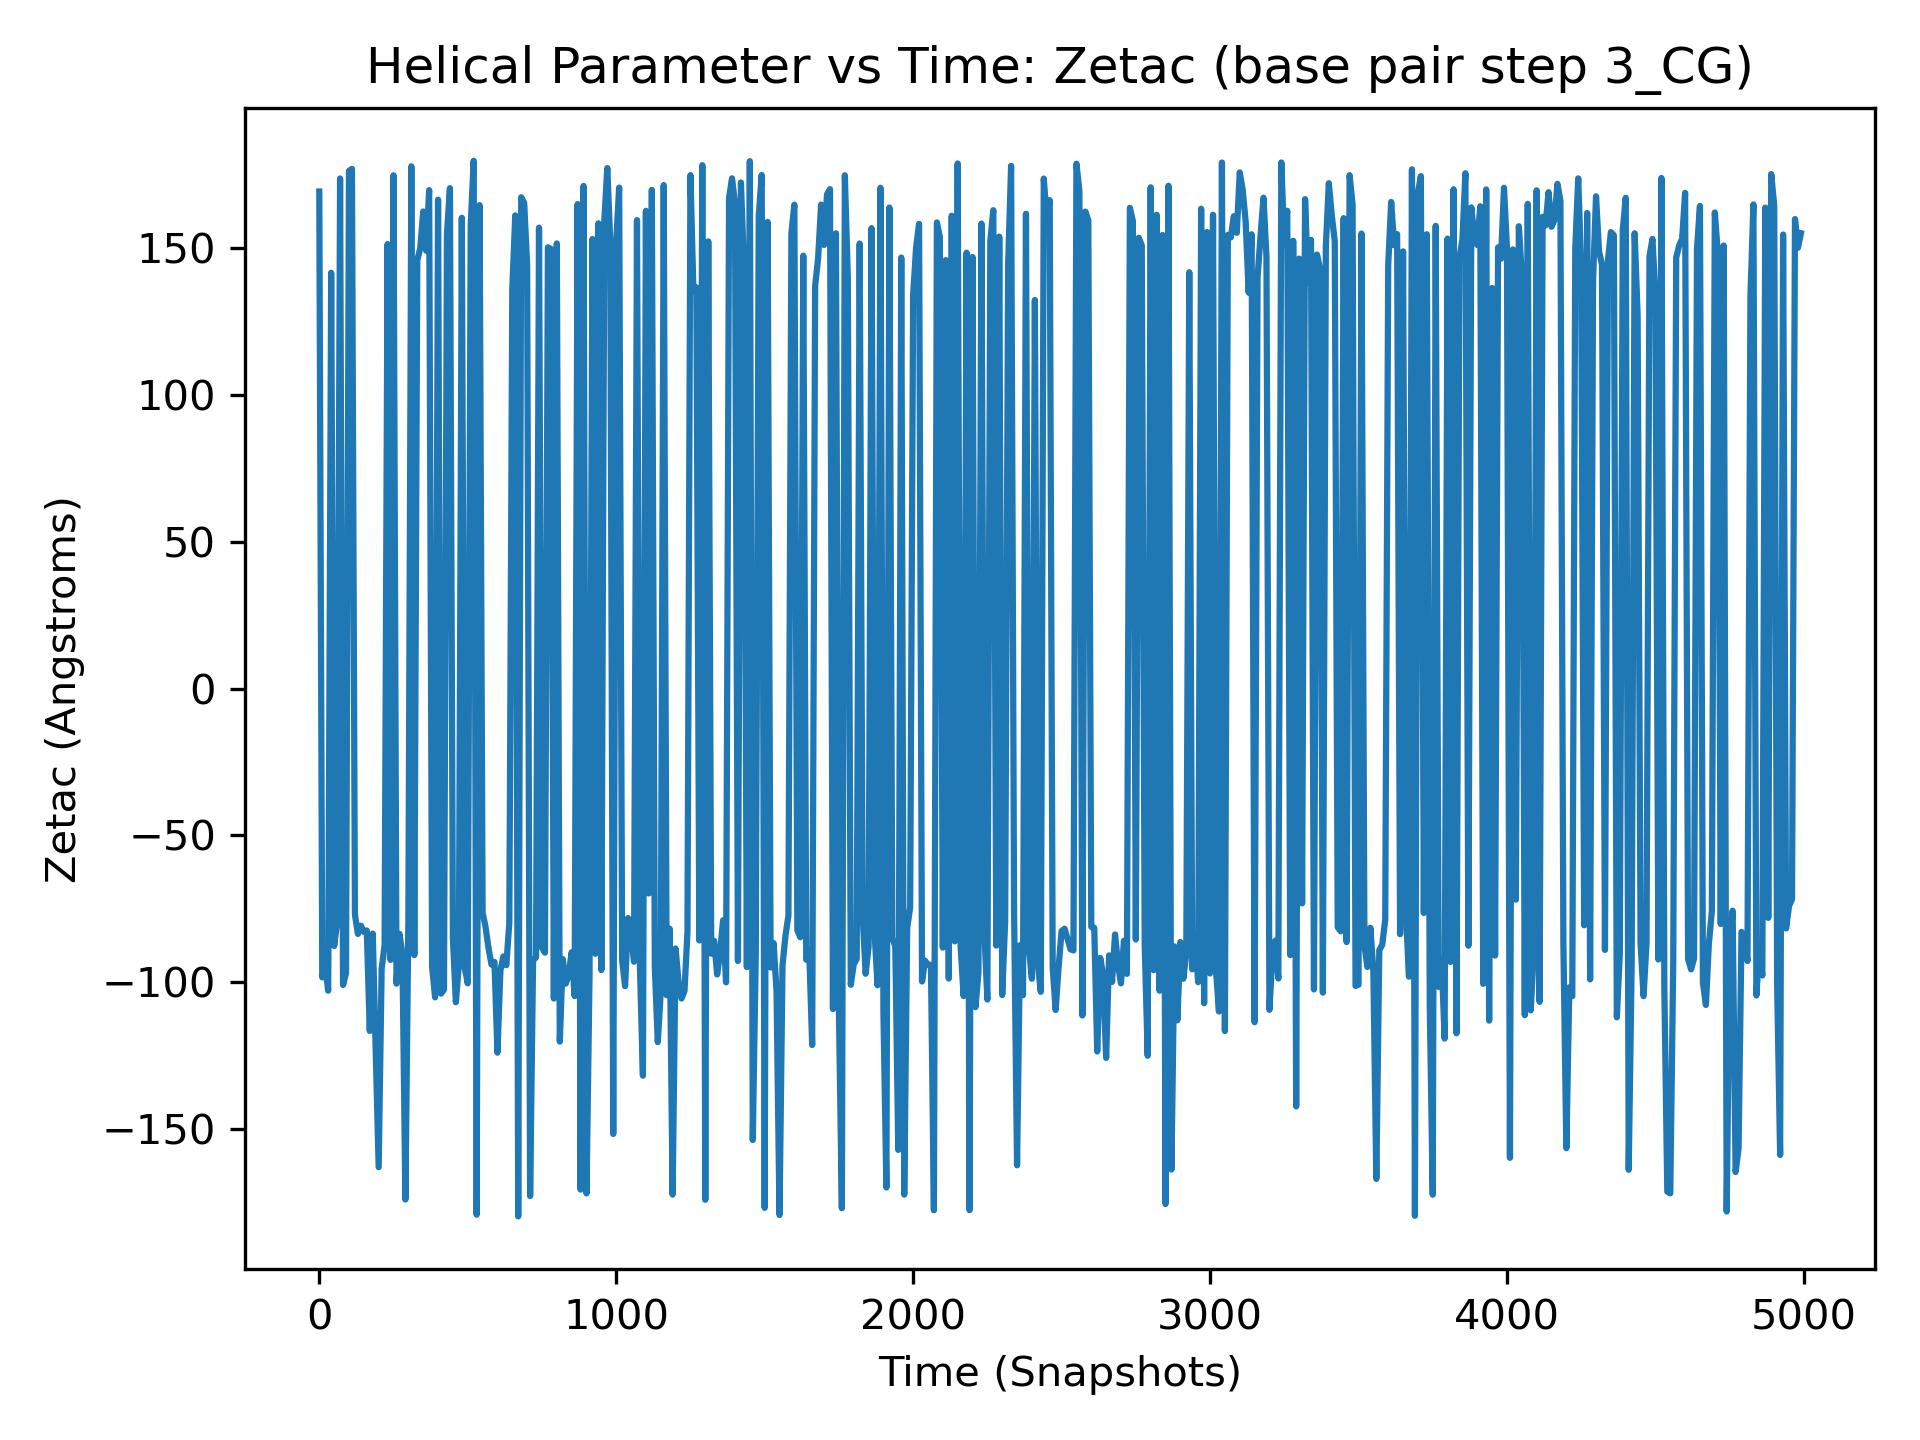 Helical Parameter vs Time: Zetac (base pair step 3_CG)
Zetac (Angstroms)
150
100
50
0
−50
−100
−150
0 1000 2000 3000 4000 5000
Time (Snapshots)